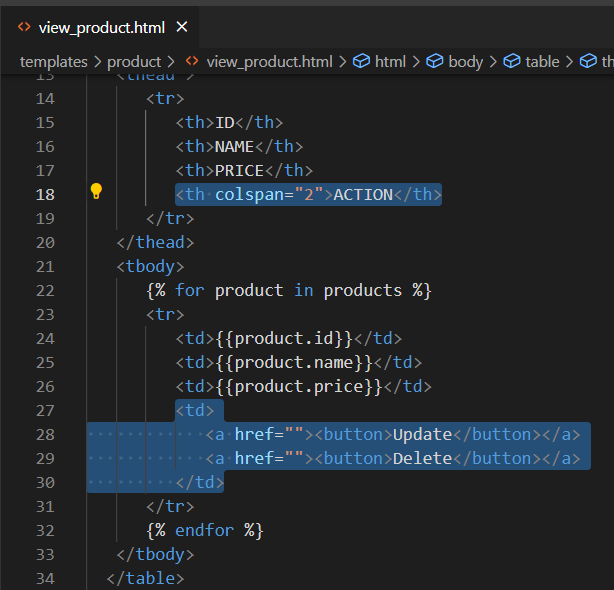 view_product.html
templates > product > view_product.html > html > body > table > th
13 <thead>
14 <tr>
15 <th>ID</th>
16 <th>NAME</th>
17 <th>PRICE</th>
18 <th colspan="2">ACTION</th>
19 </tr>
20 </thead>
21 <tbody>
22 {% for product in products %}
23 <tr>
24 <td>{{product.id}}</td>
25 <td>{{product.name}}</td>
26 <td>{{product.price}}</td>
27 <td>
28 <a href=""><button>Update</button></a>
29 <a href=""><button>Delete</button></a>
30 </td>
31 </tr>
32 {% endfor %}
33 </tbody>
34 </table>